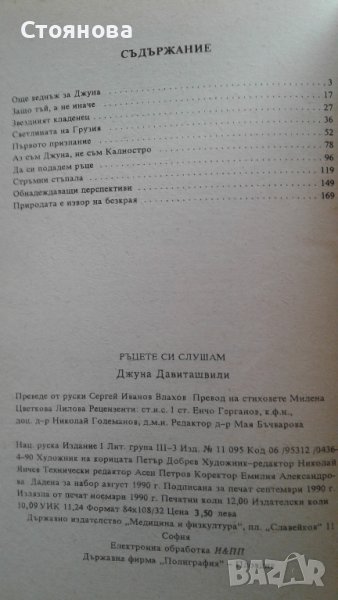 Стоянова
СЪДЪРЖАНИЕ
Още веднъж за Джуна 3
Защо тъй, а не иначе 17
Звездният кладенец 27
Светлината на Грузия 36
Първото признание 52
Аз съм Джуна, не съм Калиостро 78
Да си подадем ръце 96
Стръмни стъпала 119
Обнадеждаващи перспективи 149
Природата е извор на безкрая 169
РЪЦЕТЕ СИ СЛУШАМ
Джуна Давиташвили
Преведе от руски Сергей Иванов Влахов Превод на стиховете Милена
Цветкова Лилова Рецензенти: ст.н.с. I ст. Енчо Горганов, к.ф.н.,
доц. д-р Николай Големанов, д.м.н. Редактор д-р Мая Бъчварова
Нац. руска Издание I Лит. група III—3 Изд. № 11 095 Код 06 /95312 /0436-
4-90 Художник на корицата Петър Добрев Художник-редактор Николай
Янчев Технически редактор Асен Петров Коректор Емилия Александро-
ва Дадена за набор август 1990 г. Подписана за печат септември 1990 г.
Излязла от печат ноември 1990 г. Печатни коли 12,00 Издателски коли
10,09 УИК 11,24 Формат 84x108/32 Цена 3,50 лева
Държавно издателство „Медицина и физкултура", пл. „Славейков" 11
София
Електронна обработка И&ПП
Държавна фирма „Полиграфия"
BAZAR
bg